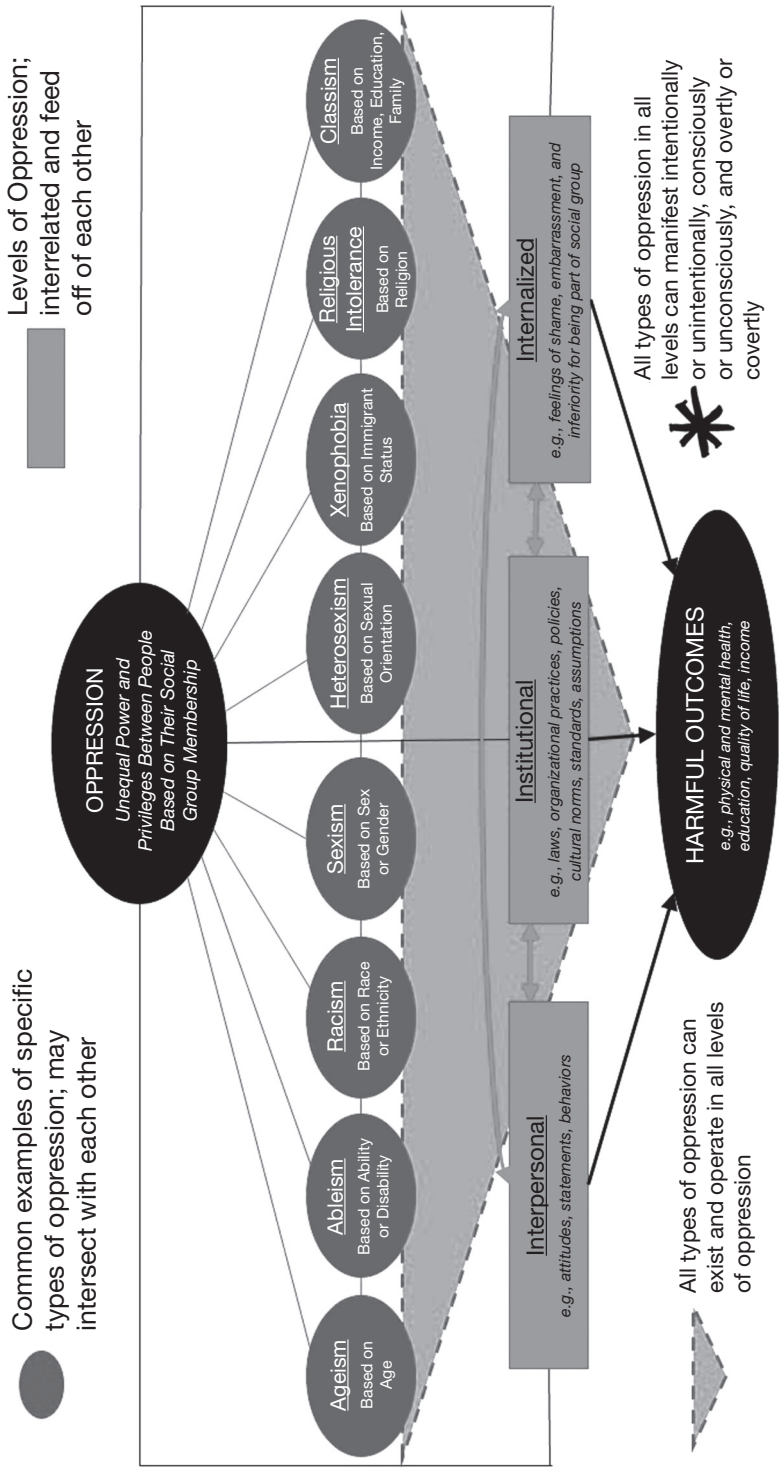 Common examples of specific
types of oppression; may
intersect with each other
Levels of Oppression;
interrelated and feed
off of each other
OPPRESSION
Unequal Power and
Privileges Between People
Based on Their Social
Group Membership
Ageism
Based on
Age
Ableism
Based on Ability
or Disability
Racism
Based on Race
or Ethnicity
Sexism
Based on Sex
or Gender
Heterosexism
Based on Sexual
Orientation
Xenophobia
Based on Immigrant
Status
Religious
Intolerance
Based on
Religion
Classism
Based on
Income, Education,
Family
Interpersonal
e.g., attitudes, statements, behaviors
Institutional
e.g., laws, organizational practices, policies,
cultural norms, standards, assumptions
Internalized
e.g., feelings of shame, embarrassment, and
inferiority for being part of social group
All types of oppression can
exist and operate in all levels
of oppression
HARMFUL OUTCOMES
e.g., physical and mental health,
education, quality of life, income
All types of oppression in all
levels can manifest intentionally
or unintentionally, consciously
or unconsciously, and overtly or
covertly